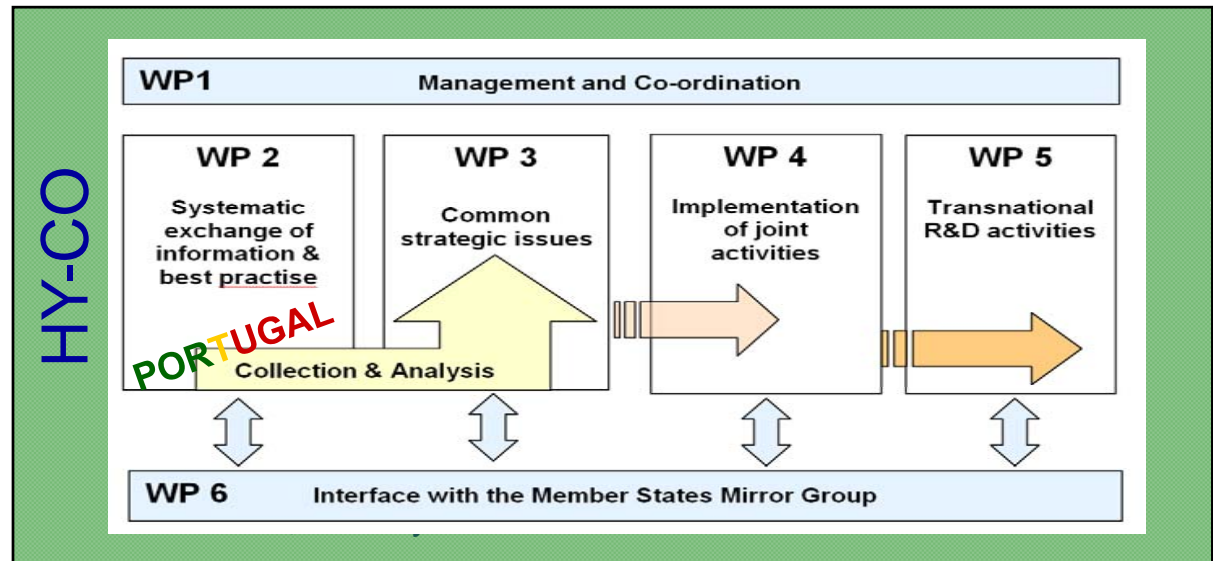 HY-CO
WP1 Management and Co-ordination
WP 2
Systematic
exchange of
information &
best practise
PORTUGAL
WP 3
Common
strategic issues
Collection & Analysis
WP 4
Implementation
of joint
activities
WP 5
Transnational
R&D activities
WP 6 Interface with the Member States Mirror Group